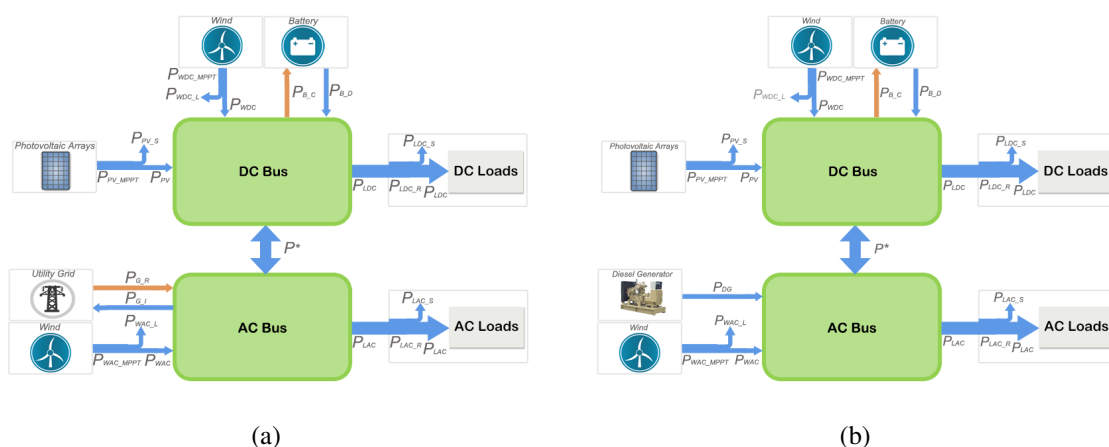 Wind
Battery
P_WDC_MPPT
P_WDC_L
P_WDC
P_B_C
P_B_D
Photovoltaic Arrays
P_PV_S
P_PV_MPPT
P_PV
DC Bus
P_LDC_S
P_LDC
P_LDC_R
P_LDC
DC Loads
P*
Utility Grid
P_G_R
P_G_I
Wind
P_WAC_L
P_WAC_MPPT
P_WAC
AC Bus
P_LAC_S
P_LAC
P_LAC_R
P_LAC
AC Loads
(a)
Wind
Battery
P_WDC_MPPT
P_WDC_L
P_WDC
P_B_C
P_B_D
Photovoltaic Arrays
P_PV_S
P_PV_MPPT
P_PV
DC Bus
P_LDC_S
P_LDC
P_LDC_R
P_LDC
DC Loads
P*
Diesel Generator
P_DG
Wind
P_WAC_L
P_WAC_MPPT
P_WAC
AC Bus
P_LAC_S
P_LAC
P_LAC_R
P_LAC
AC Loads
(b)